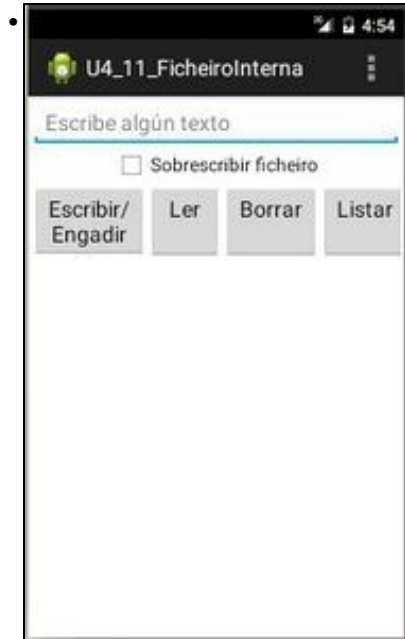 4:54
U4_11_FicheiroInterna
Escribe algún texto
Sobrescribir ficheiro
Escribir/
Engadir
Ler
Borrar
Listar